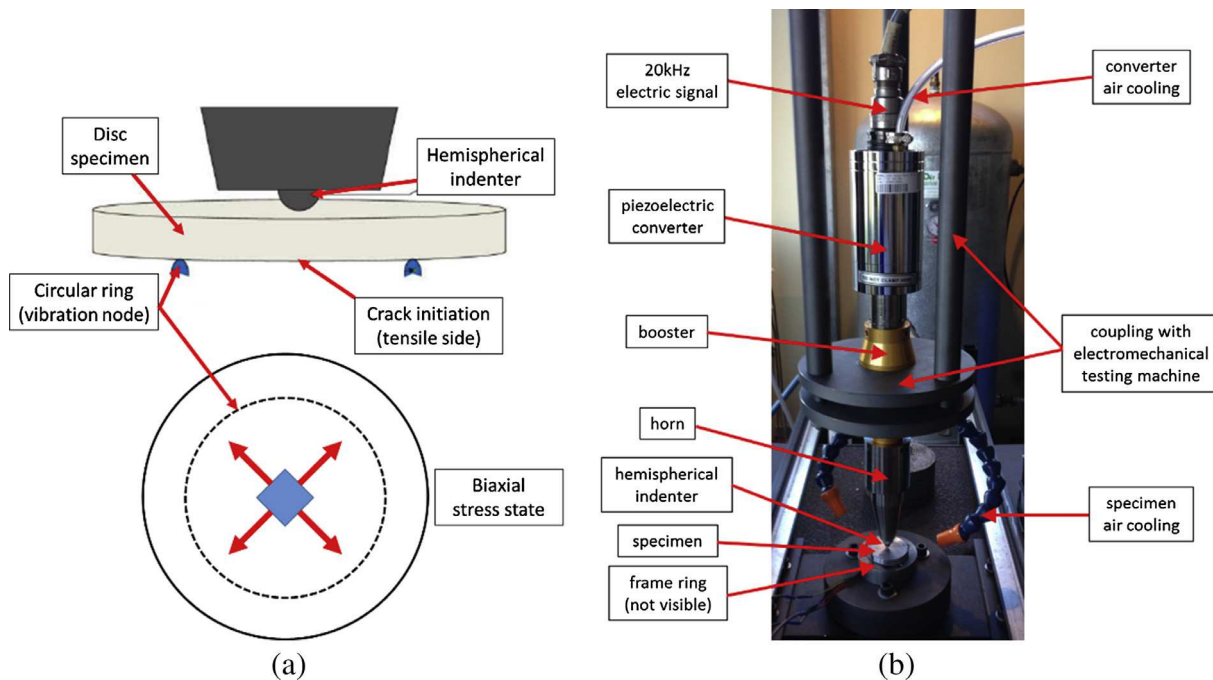 Disc
specimen
Hemispherical
indenter
Circular ring
(vibration node)
Crack initiation
(tensile side)
Biaxial
stress state
(a)
20kHz
electric signal
converter
air cooling
piezoelectric
converter
booster
coupling with
electromechanical
testing machine
horn
hemispherical
indenter
specimen air cooling
specimen
frame ring
(not visible)
(b)